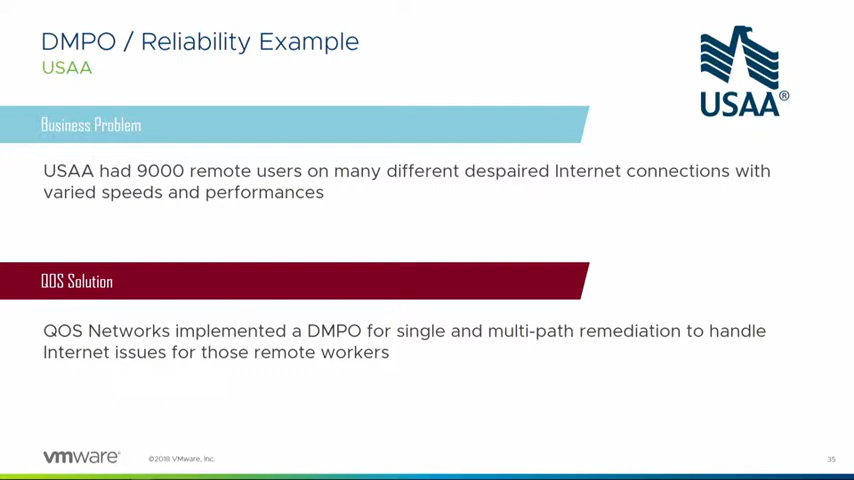 DMPO / Reliability Example
USAA
USAA®
Business Problem
USAA had 9000 remote users on many different despaired Internet connections with
varied speeds and performances
QOS Solution
QOS Networks implemented a DMPO for single and multi-path remediation to handle
Internet issues for those remote workers
vmware®
©2018 VMware, Inc.
35